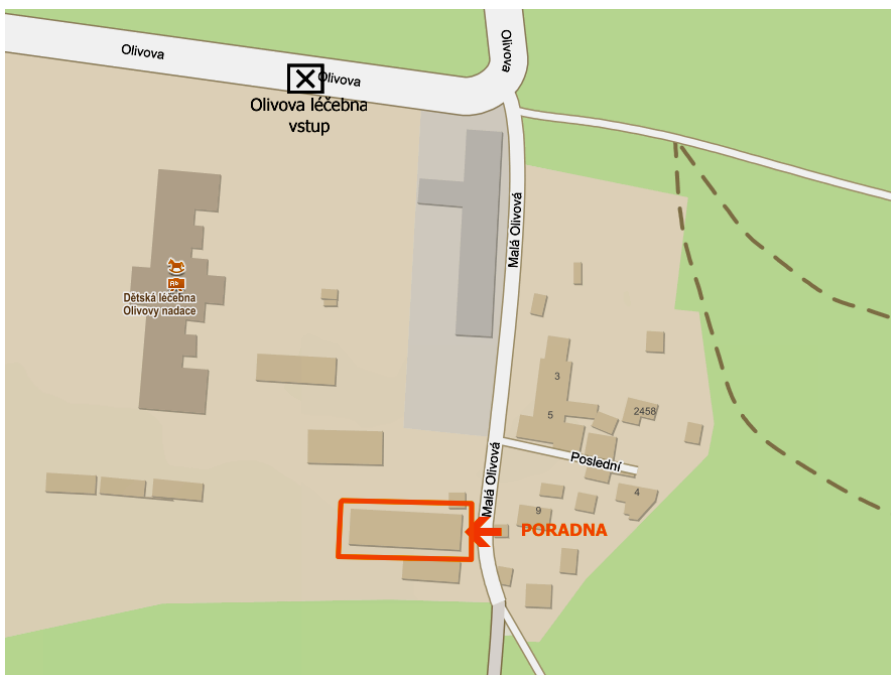 Olivova
Olivova
Olivova
Olivova léčebna
vstup
Malá Olivová
Dětská léčebna
Olivovy nadace
3
5
2458
Poslední
Malá Olivová
4
9
PORADNA